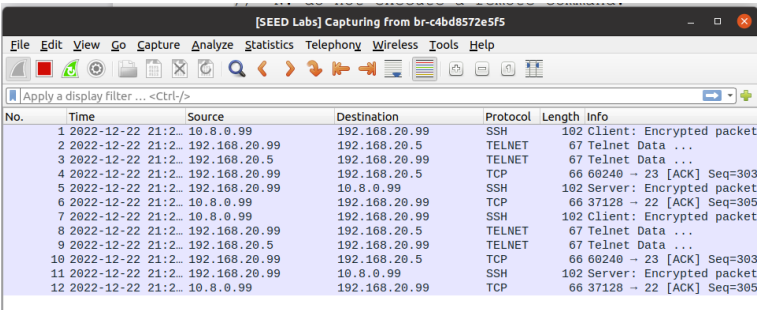 [SEED Labs] Capturing from br-c4bd8572e5f5
File Edit View Go Capture Analyze Statistics Telephony Wireless Tools Help
Apply a display filter … <Ctrl-/>
No. Time Source Destination Protocol Length Info
1 2022-12-22 21:2… 10.8.0.99 192.168.20.99 SSH 102 Client: Encrypted packet
2 2022-12-22 21:2… 192.168.20.99 192.168.20.5 TELNET 67 Telnet Data ...
3 2022-12-22 21:2… 192.168.20.5 192.168.20.99 TELNET 67 Telnet Data ...
4 2022-12-22 21:2… 192.168.20.99 192.168.20.5 TCP 66 60240 → 23 [ACK] Seq=303
5 2022-12-22 21:2… 192.168.20.99 10.8.0.99 SSH 102 Server: Encrypted packet
6 2022-12-22 21:2… 10.8.0.99 192.168.20.99 TCP 66 37128 → 22 [ACK] Seq=305
7 2022-12-22 21:2… 10.8.0.99 192.168.20.99 SSH 102 Client: Encrypted packet
8 2022-12-22 21:2… 192.168.20.99 192.168.20.5 TELNET 67 Telnet Data ...
9 2022-12-22 21:2… 192.168.20.5 192.168.20.99 TELNET 67 Telnet Data ...
10 2022-12-22 21:2… 192.168.20.99 192.168.20.5 TCP 66 60240 → 23 [ACK] Seq=303
11 2022-12-22 21:2… 192.168.20.99 10.8.0.99 SSH 102 Server: Encrypted packet
12 2022-12-22 21:2… 10.8.0.99 192.168.20.99 TCP 66 37128 → 22 [ACK] Seq=305